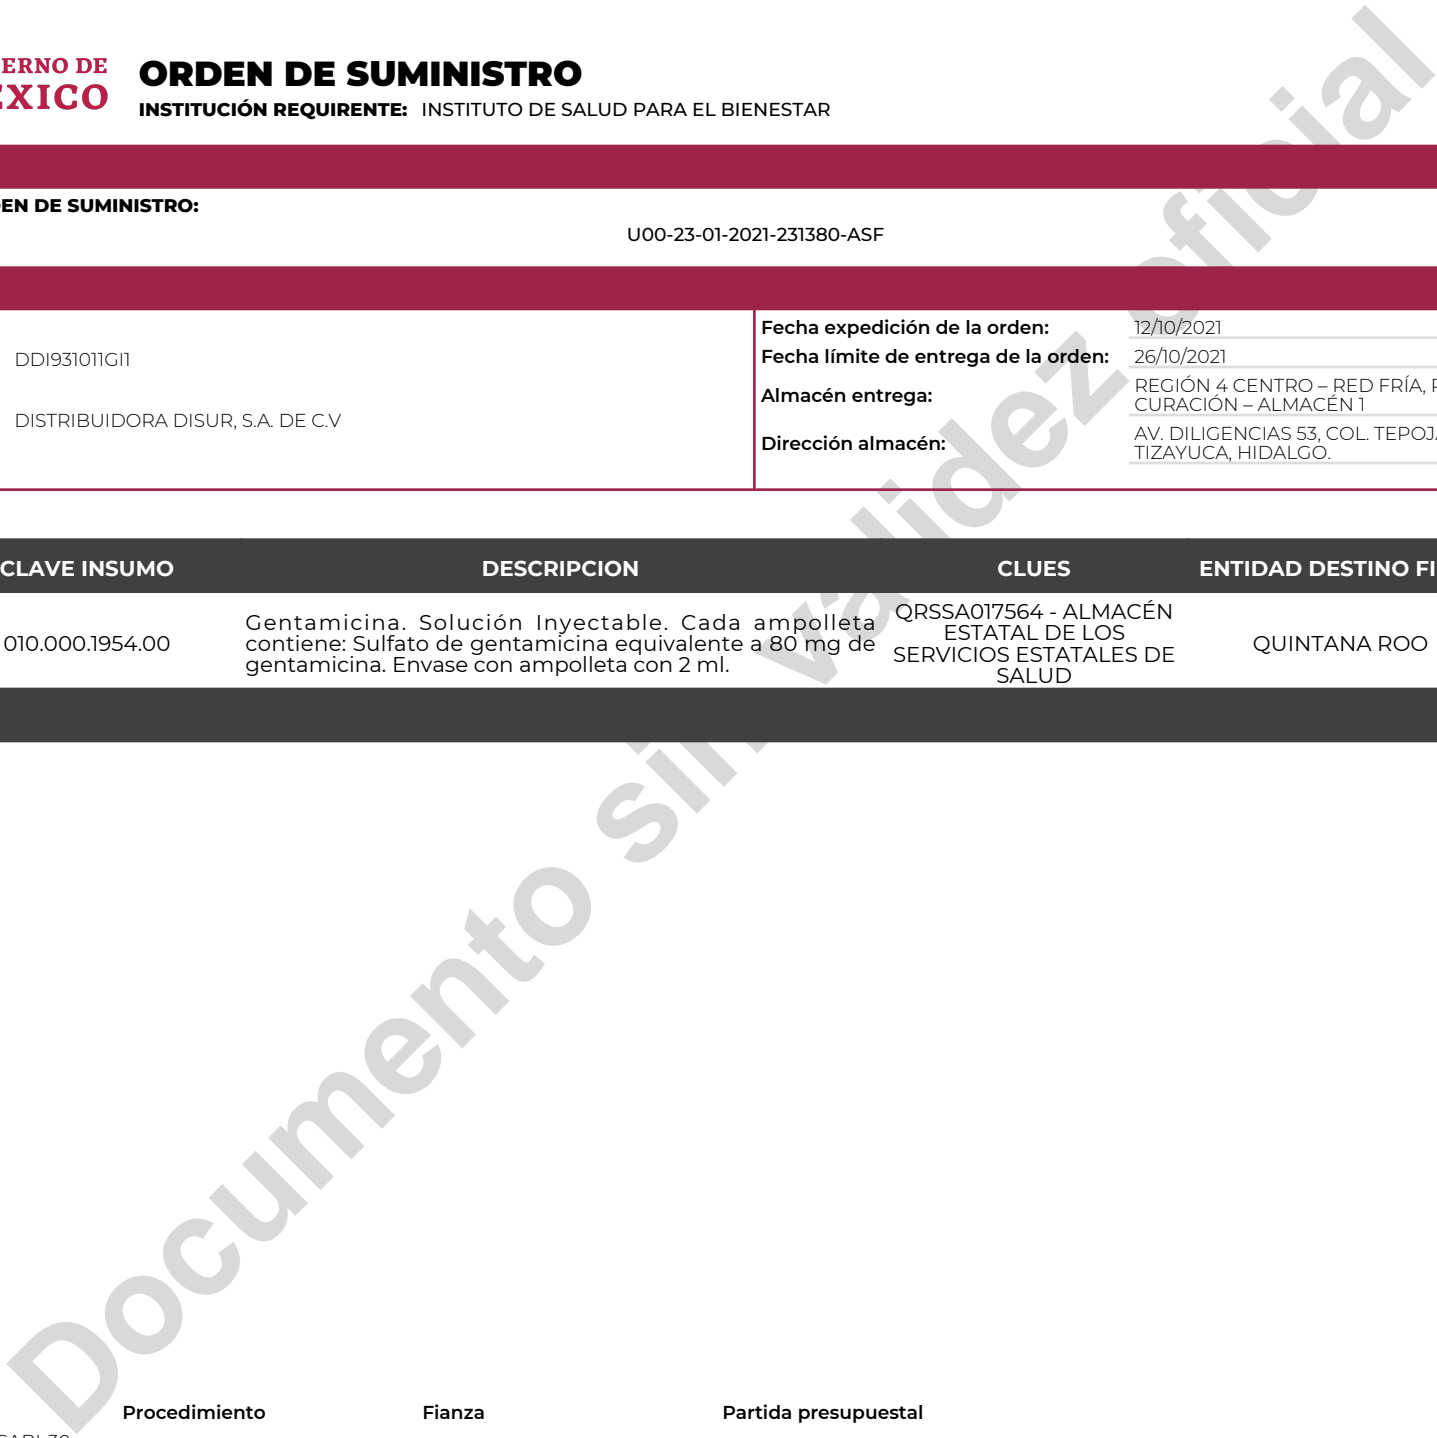 ERNO DE
EXICO
ORDEN DE SUMINISTRO
INSTITUCIÓN REQUIRENTE: INSTITUTO DE SALUD PARA EL BIENESTAR
EN DE SUMINISTRO:
U00-23-01-2021-231380-ASF
DDI931011GI1
DISTRIBUIDORA DISUR, S.A. DE C.V
Fecha expedición de la orden: 12/10/2021
Fecha límite de entrega de la orden: 26/10/2021
Almacén entrega: REGIÓN 4 CENTRO – RED FRÍA,
CURACIÓN – ALMACÉN 1
Dirección almacén: AV. DILIGENCIAS 53, COL. TEPOJ
TIZAYUCA, HIDALGO.
CLAVE INSUMO DESCRIPCION CLUES ENTIDAD DESTINO FI
010.000.1954.00
Gentamicina. Solución Inyectable. Cada ampolleta
contiene: Sulfato de gentamicina equivalente a 80 mg de
gentamicina. Envase con ampolleta con 2 ml.
QRSSA017564 - ALMACÉN
ESTATAL DE LOS
SERVICIOS ESTATALES DE
SALUD
QUINTANA ROO
Documento sin validez oficial
Procedimiento Fianza Partida presupuestal